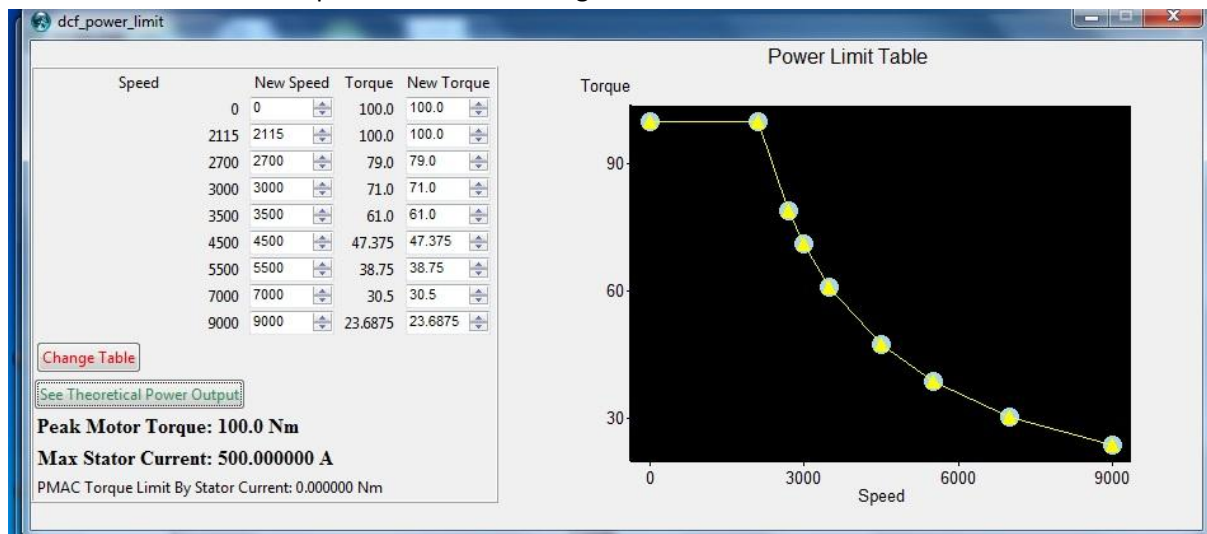 dcf_power_limit
Power Limit Table
Speed New Speed Torque New Torque
0 0 100.0 100.0
2115 2115 100.0 100.0
2700 2700 79.0 79.0
3000 3000 71.0 71.0
3500 3500 61.0 61.0
4500 4500 47.375 47.375
5500 5500 38.75 38.75
7000 7000 30.5 30.5
9000 9000 23.6875 23.6875
Change Table
See Theoretical Power Output
Peak Motor Torque: 100.0 Nm
Max Stator Current: 500.000000 A
PMAC Torque Limit By Stator Current: 0.000000 Nm
Torque
90
60
30
0 3000 6000 9000
Speed